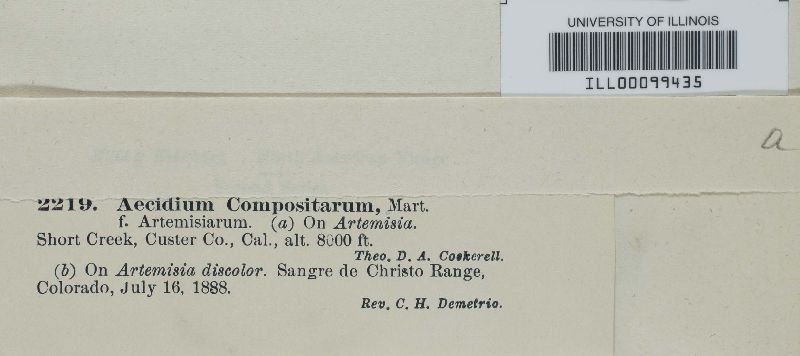 UNIVERSITY OF ILLINOIS
ILL00099435
a
2219. Aecidium Compositarum, Mart.
f. Artemisiarum. (a) On Artemisia.
Short Creek, Custer Co., Cal., alt. 8000 ft.
Theo. D. A. Cockerell.
(b) On Artemisia discolor. Sangre de Christo Range,
Colorado, July 16, 1888.
Rev. C. H. Demetrio.